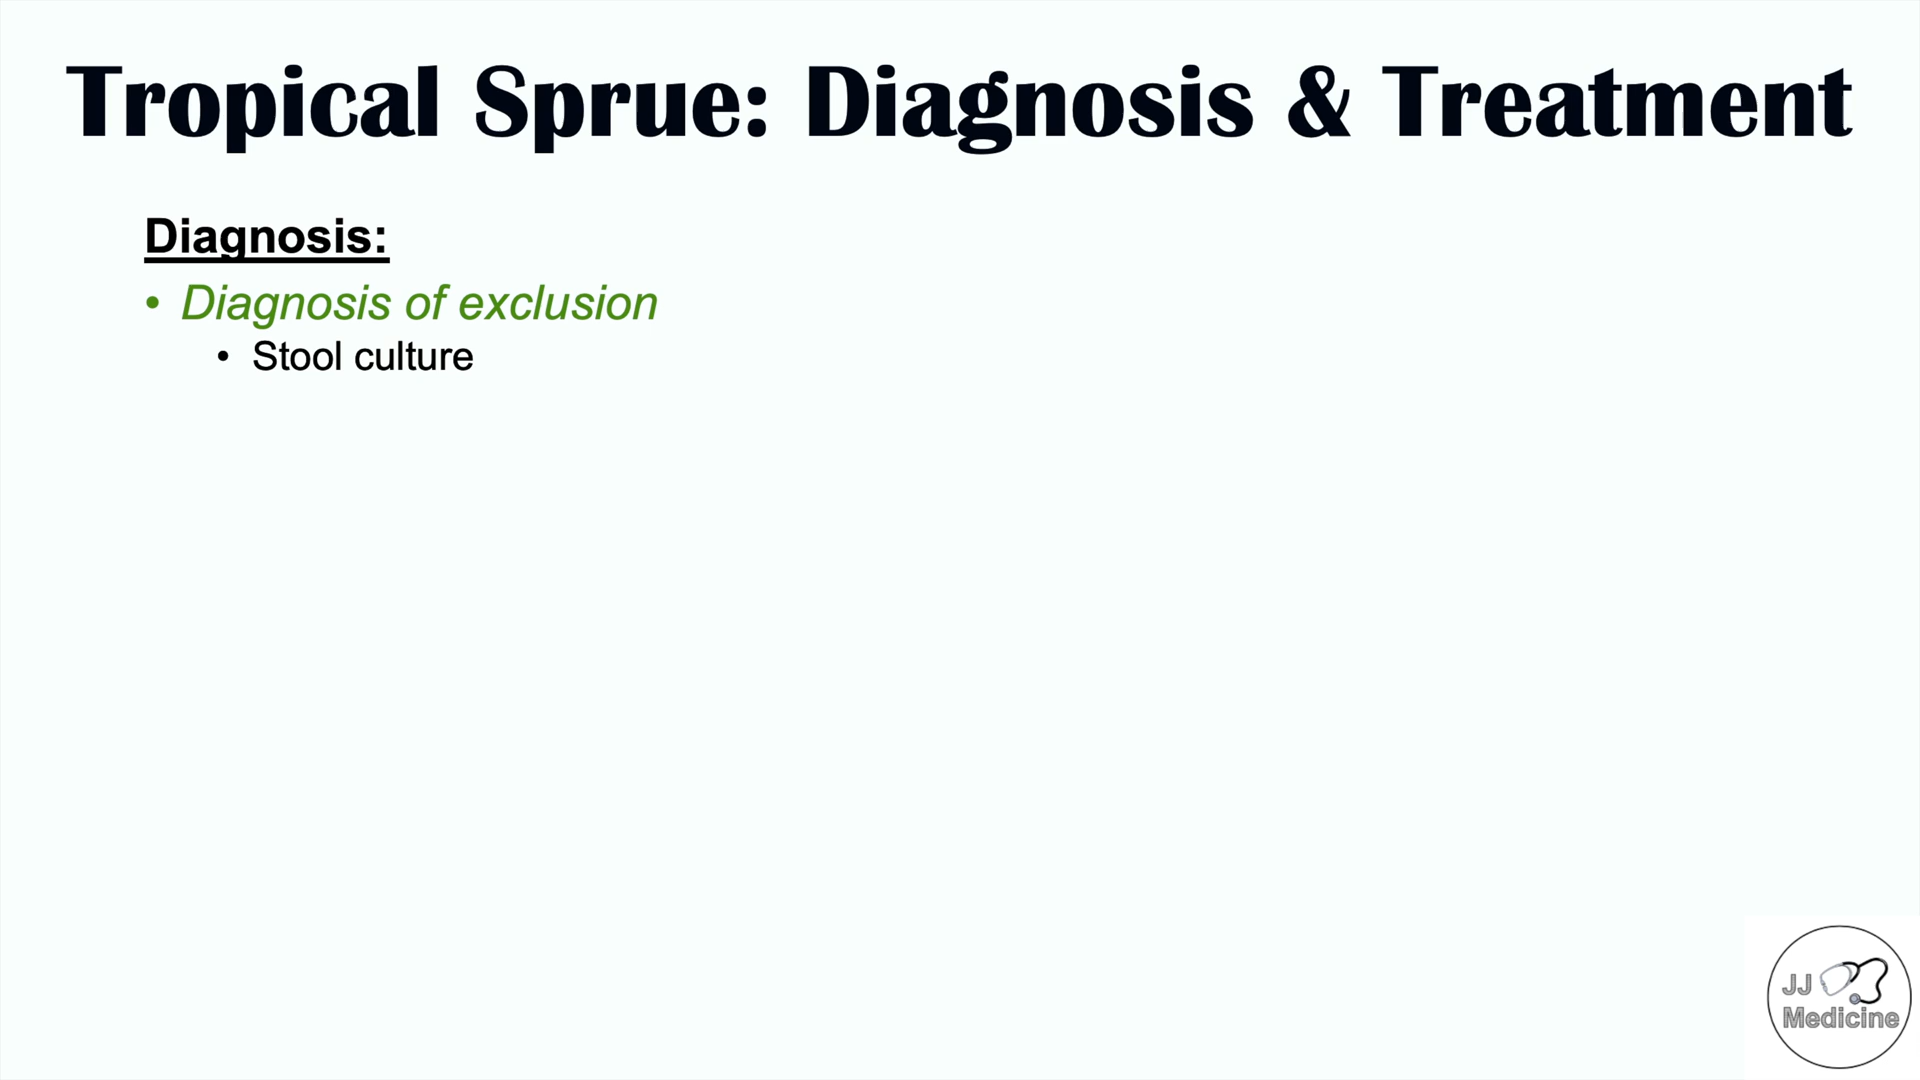 Tropical Sprue: Diagnosis & Treatment
Diagnosis:
• Diagnosis of exclusion
• Stool culture
JJ
Medicine